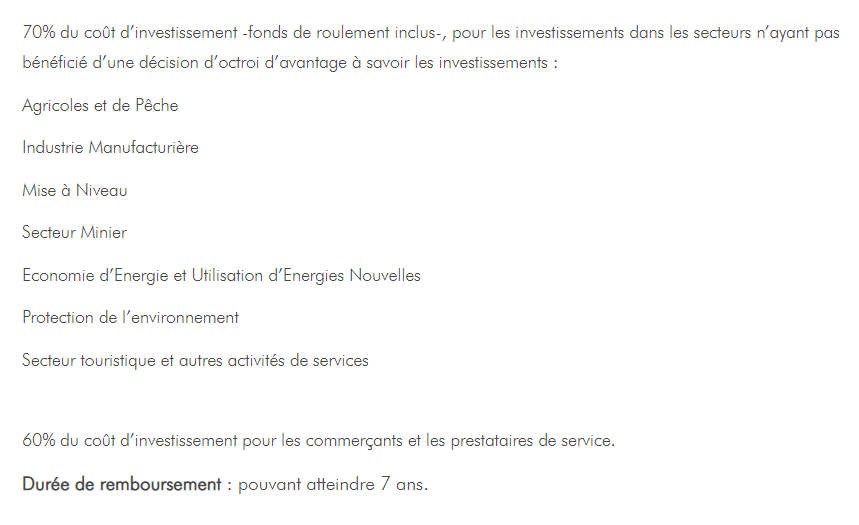 70% du coût d’investissement -fonds de roulement inclus-, pour les investissements dans les secteurs n’ayant pas
bénéficié d’une décision d’octroi d’avantage à savoir les investissements :
Agricoles et de Pêche
Industrie Manufacturière
Mise à Niveau
Secteur Minier
Economie d’Energie et Utilisation d’Energies Nouvelles
Protection de l’environnement
Secteur touristique et autres activités de services
60% du coût d’investissement pour les commerçants et les prestataires de service.
Durée de remboursement : pouvant atteindre 7 ans.